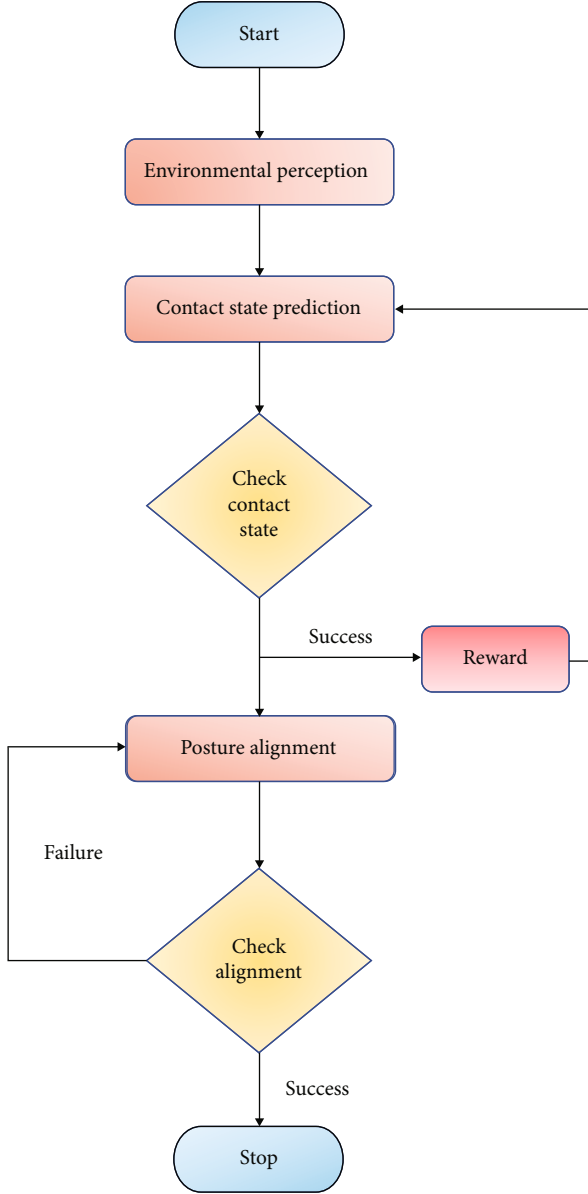 Start
Environmental perception
Contact state prediction
Check
contact
state
Success
Reward
Posture alignment
Failure
Check
alignment
Success
Stop